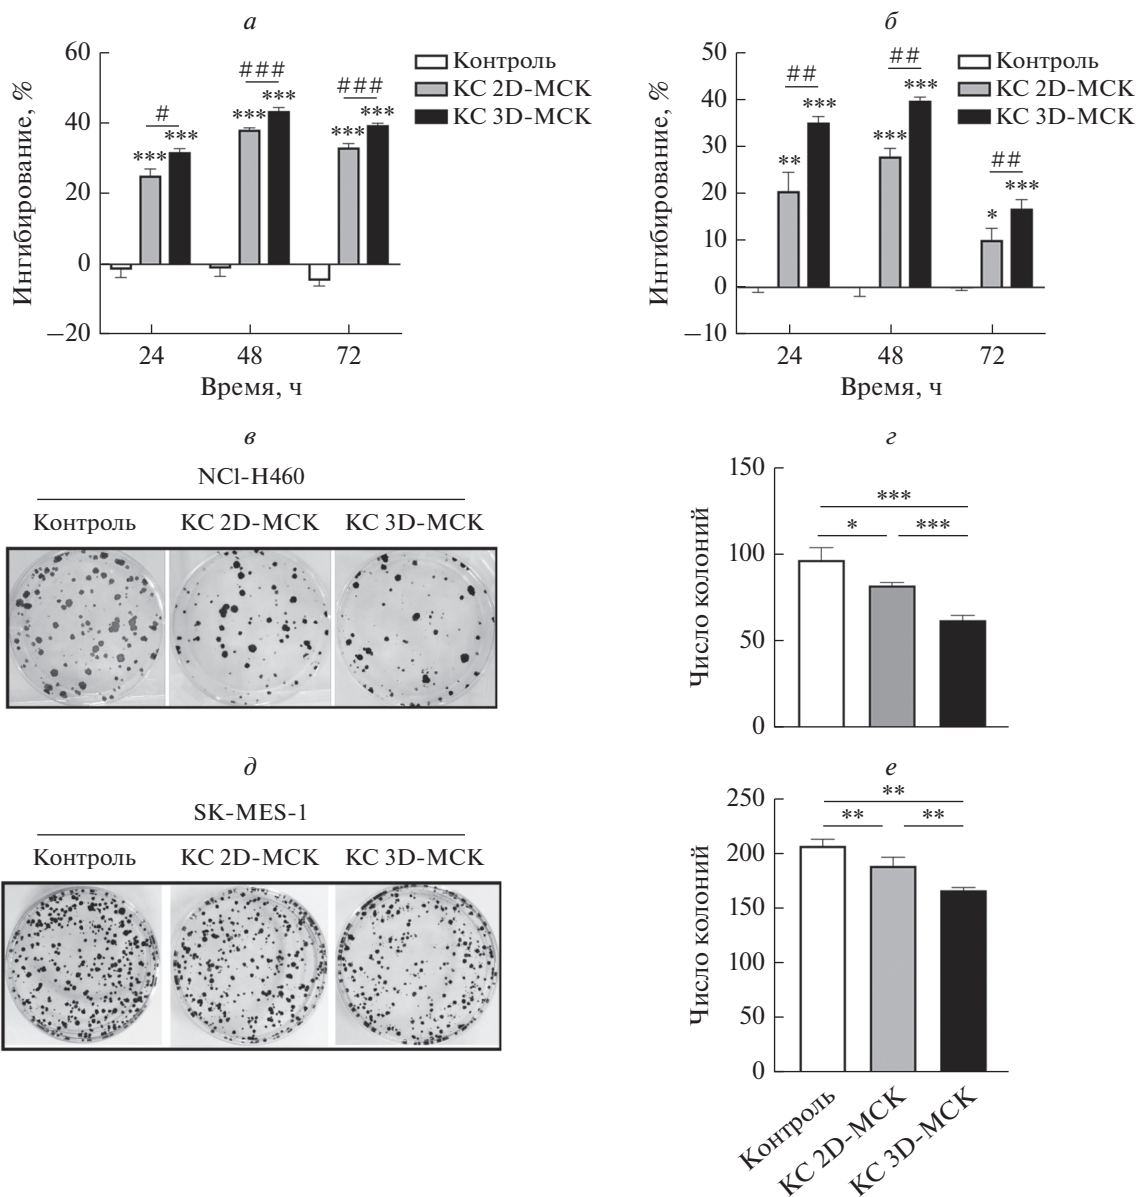 а
60
40
20
0
−20
Ингибирование, %
###
###
#
***
***
***
***
***
***
24
48
72
Время, ч
Контроль
КС 2D-МСК
КС 3D-МСК
б
50
40
30
20
10
0
−10
Ингибирование, %
##
##
##
**
***
***
***
*
***
24
48
72
Время, ч
Контроль
КС 2D-МСК
КС 3D-МСК
в
NCl-H460
Контроль КС 2D-МСК КС 3D-МСК
г
150
100
50
0
Число колоний
***
* ***
д
SK-MES-1
Контроль КС 2D-МСК КС 3D-МСК
е
250
200
150
100
50
0
Число колоний
**
** **
Контроль
КС 2D-МСК
КС 3D-МСК